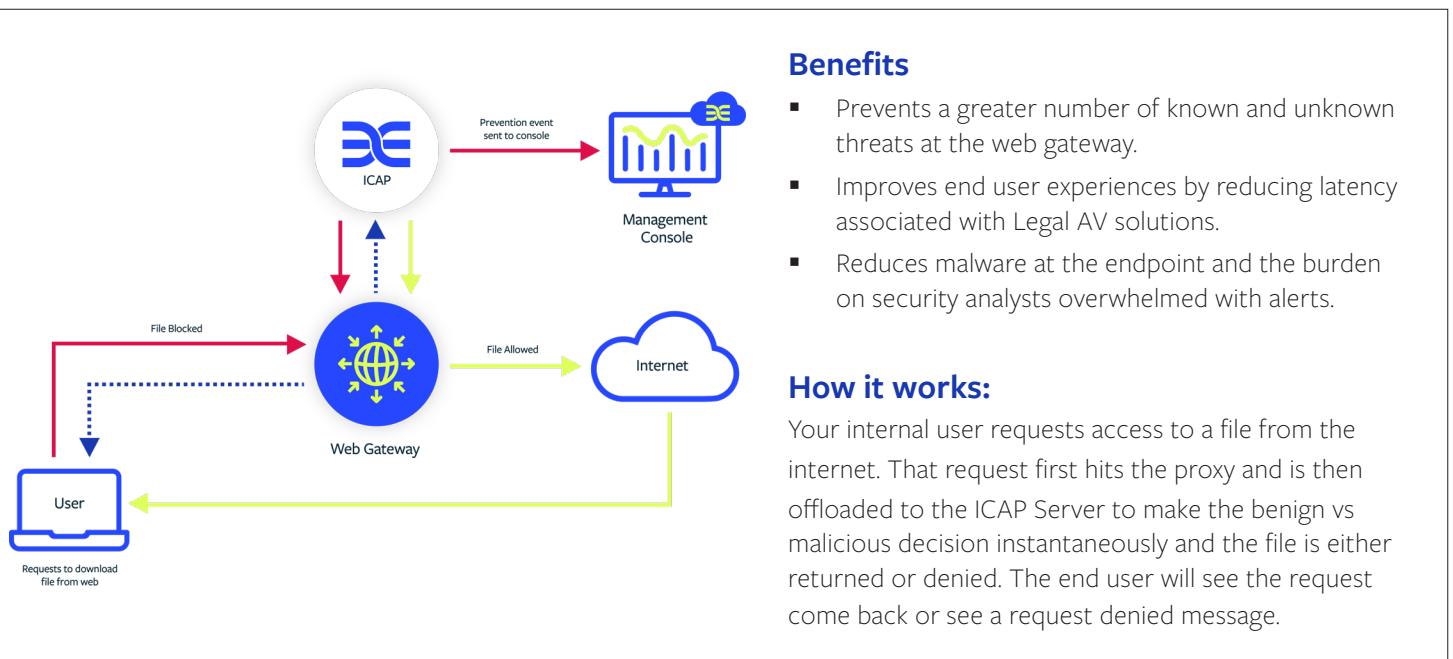 ICAP
Prevention event
sent to console
Management
Console
File Blocked
File Allowed
Internet
Web Gateway
User
Requests to download
file from web
Benefits
▪ Prevents a greater number of known and unknown
threats at the web gateway.
▪ Improves end user experiences by reducing latency
associated with Legal AV solutions.
▪ Reduces malware at the endpoint and the burden
on security analysts overwhelmed with alerts.
How it works:
Your internal user requests access to a file from the
internet. That request first hits the proxy and is then
offloaded to the ICAP Server to make the benign vs
malicious decision instantaneously and the file is either
returned or denied. The end user will see the request
come back or see a request denied message.